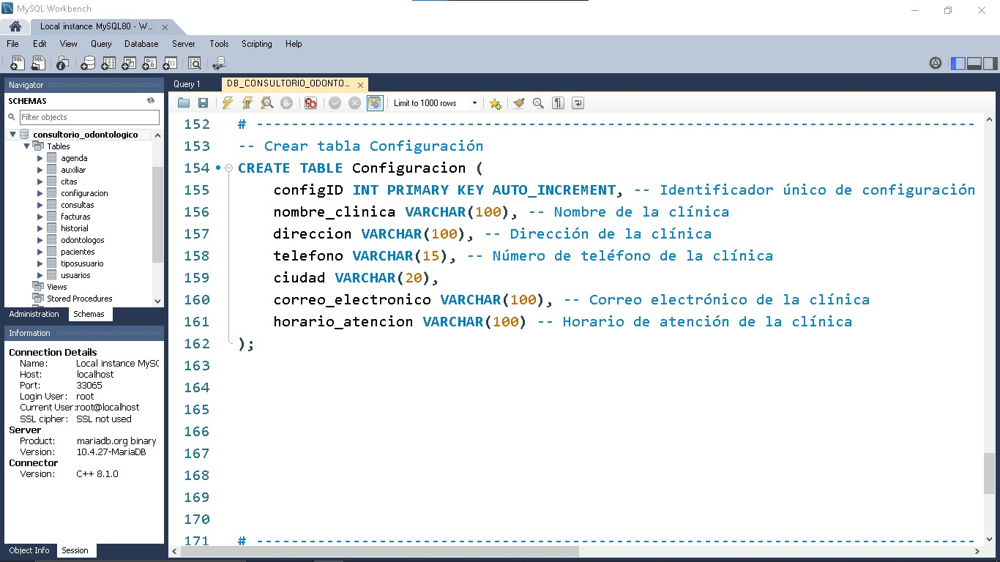 MySQL Workbench
Local instance MySQL80 - W...
File Edit View Query Database Server Tools Scripting Help
Navigator
SCHEMAS
Filter objects
consultorio_odontologico
Tables
agenda
auxiliar
citas
configuracion
consultas
facturas
historial
odontologos
pacientes
tiposusuario
usuarios
Views
Stored Procedures
Administration Schemas
Information
Connection Details
Name: Local instance MySQ
Host: localhost
Port: 33065
Login User: root
Current User: root@localhost
SSL cipher: SSL not used
Server
Product: mariadb.org binary
Version: 10.4.27-MariaDB
Connector
Version: C++ 8.1.0
Object Info Session
Query 1 DB_CONSULTORIO_ODONTO...
Limit to 1000 rows
152 # ----------------------------------------------------------------------------------
153 -- Crear tabla Configuración
154 CREATE TABLE Configuracion (
155 configID INT PRIMARY KEY AUTO_INCREMENT, -- Identificador único de configuración
156 nombre_clinica VARCHAR(100), -- Nombre de la clínica
157 direccion VARCHAR(100), -- Dirección de la clínica
158 telefono VARCHAR(15), -- Número de teléfono de la clínica
159 ciudad VARCHAR(20),
160 correo_electronico VARCHAR(100), -- Correo electrónico de la clínica
161 horario_atencion VARCHAR(100) -- Horario de atención de la clínica
162 );
163
164
165
166
167
168
169
170
171 # ----------------------------------------------------------------------------------